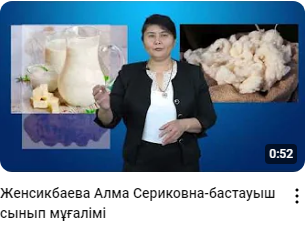 0:52
Женсикбаева Алма Сериковна-бастауыш
сынып мұғалімі